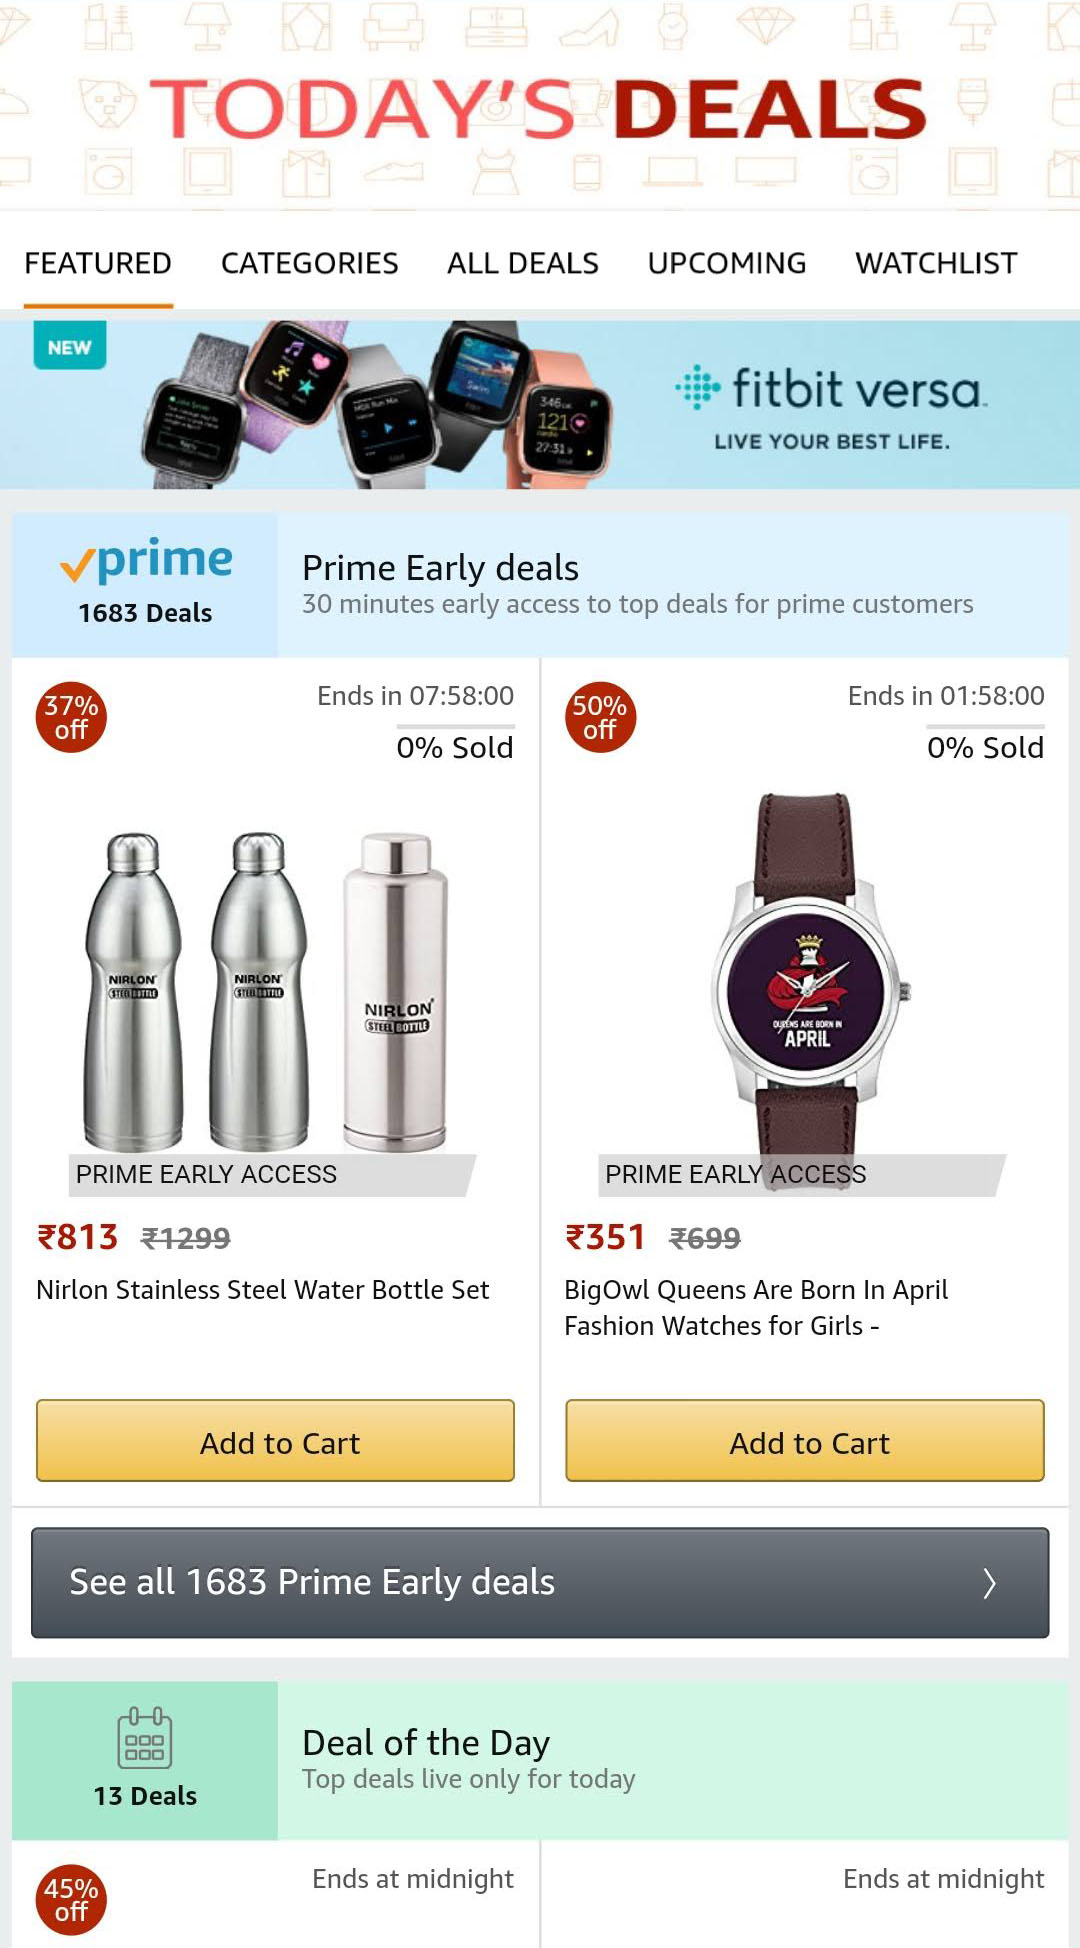 TODAY'S DEALS
FEATURED CATEGORIES ALL DEALS UPCOMING WATCHLIST
NEW
fitbit versa
LIVE YOUR BEST LIFE.
346
121
27:31
Swim
prime
1683 Deals
Prime Early deals
30 minutes early access to top deals for prime customers
37%
off
Ends in 07:58:00
0% Sold
NIRLON
STEEL BOTTLE
NIRLON
STEEL BOTTLE
NIRLON
STEEL BOTTLE
PRIME EARLY ACCESS
₹813 ₹1299
Nirlon Stainless Steel Water Bottle Set
Add to Cart
50%
off
Ends in 01:58:00
0% Sold
QUEENS ARE BORN IN
APRIL
PRIME EARLY ACCESS
₹351 ₹699
BigOwl Queens Are Born In April
Fashion Watches for Girls -
Add to Cart
See all 1683 Prime Early deals
13 Deals
Deal of the Day
Top deals live only for today
45%
off
Ends at midnight
Ends at midnight